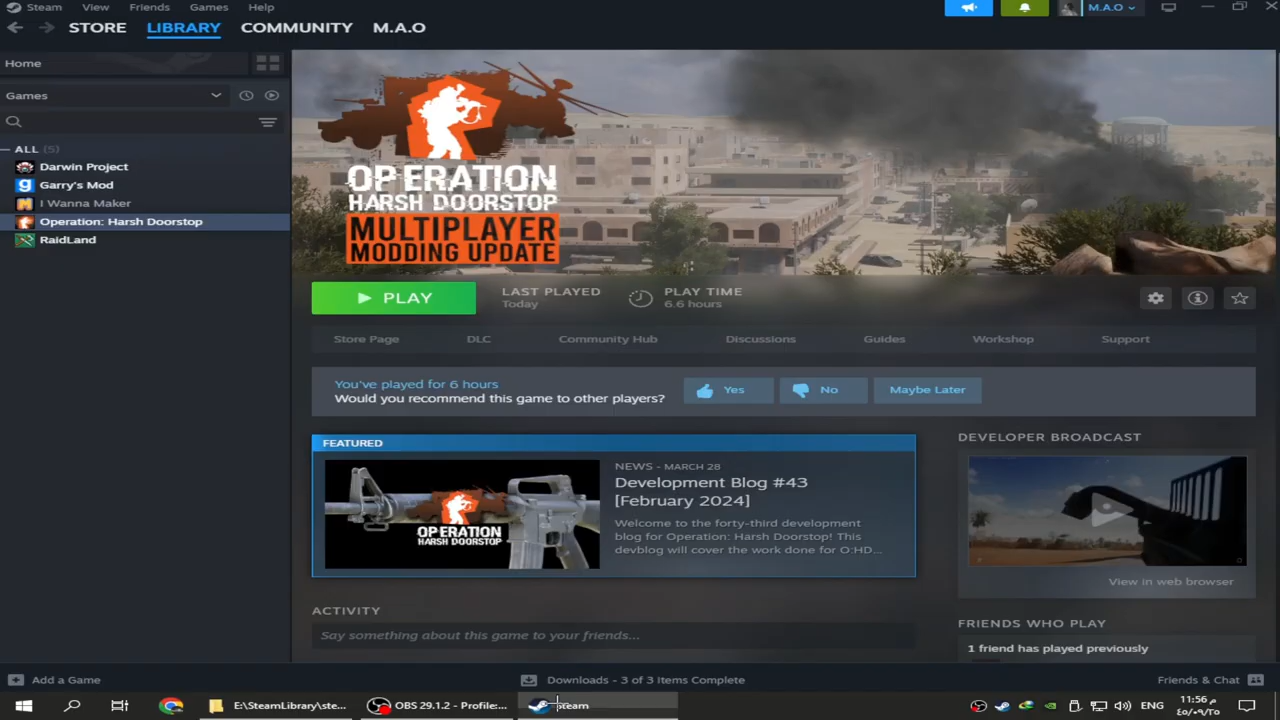 Steam View Friends Games Help
M.A.O
STORE LIBRARY COMMUNITY M.A.O
Home
Games
ALL (5)
Darwin Project
Garry's Mod
I Wanna Maker
Operation: Harsh Doorstop
RaidLand
OPERATION
HARSH DOORSTOP
MULTIPLAYER
MODDING UPDATE
PLAY
LAST PLAYED
Today
PLAY TIME
6.6 hours
Store Page DLC Community Hub Discussions Guides Workshop Support
You've played for 6 hours
Would you recommend this game to other players?
Yes No Maybe Later
FEATURED
OPERATION
HARSH DOORSTOP
NEWS - MARCH 28
Development Blog #43
[February 2024]
Welcome to the forty-third development
blog for Operation: Harsh Doorstop! This
devblog will cover the work done for O:HD...
DEVELOPER BROADCAST
View in web browser
ACTIVITY
Say something about this game to your friends...
FRIENDS WHO PLAY
1 friend has played previously
Add a Game
Downloads - 3 of 3 Items Complete
Friends & Chat
E:\SteamLibrary\ste...
OBS 29.1.2 - Profile:...
Steam
ENG
11:56 م